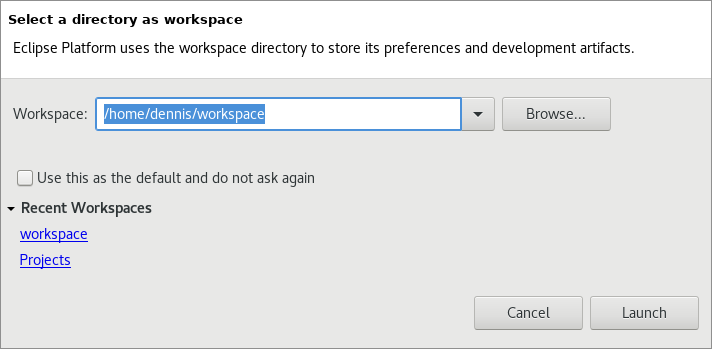 Select a directory as workspace
Eclipse Platform uses the workspace directory to store its preferences and development artifacts.
Workspace: /home/dennis/workspace Browse...
Use this as the default and do not ask again
Recent Workspaces
workspace
Projects
Cancel Launch